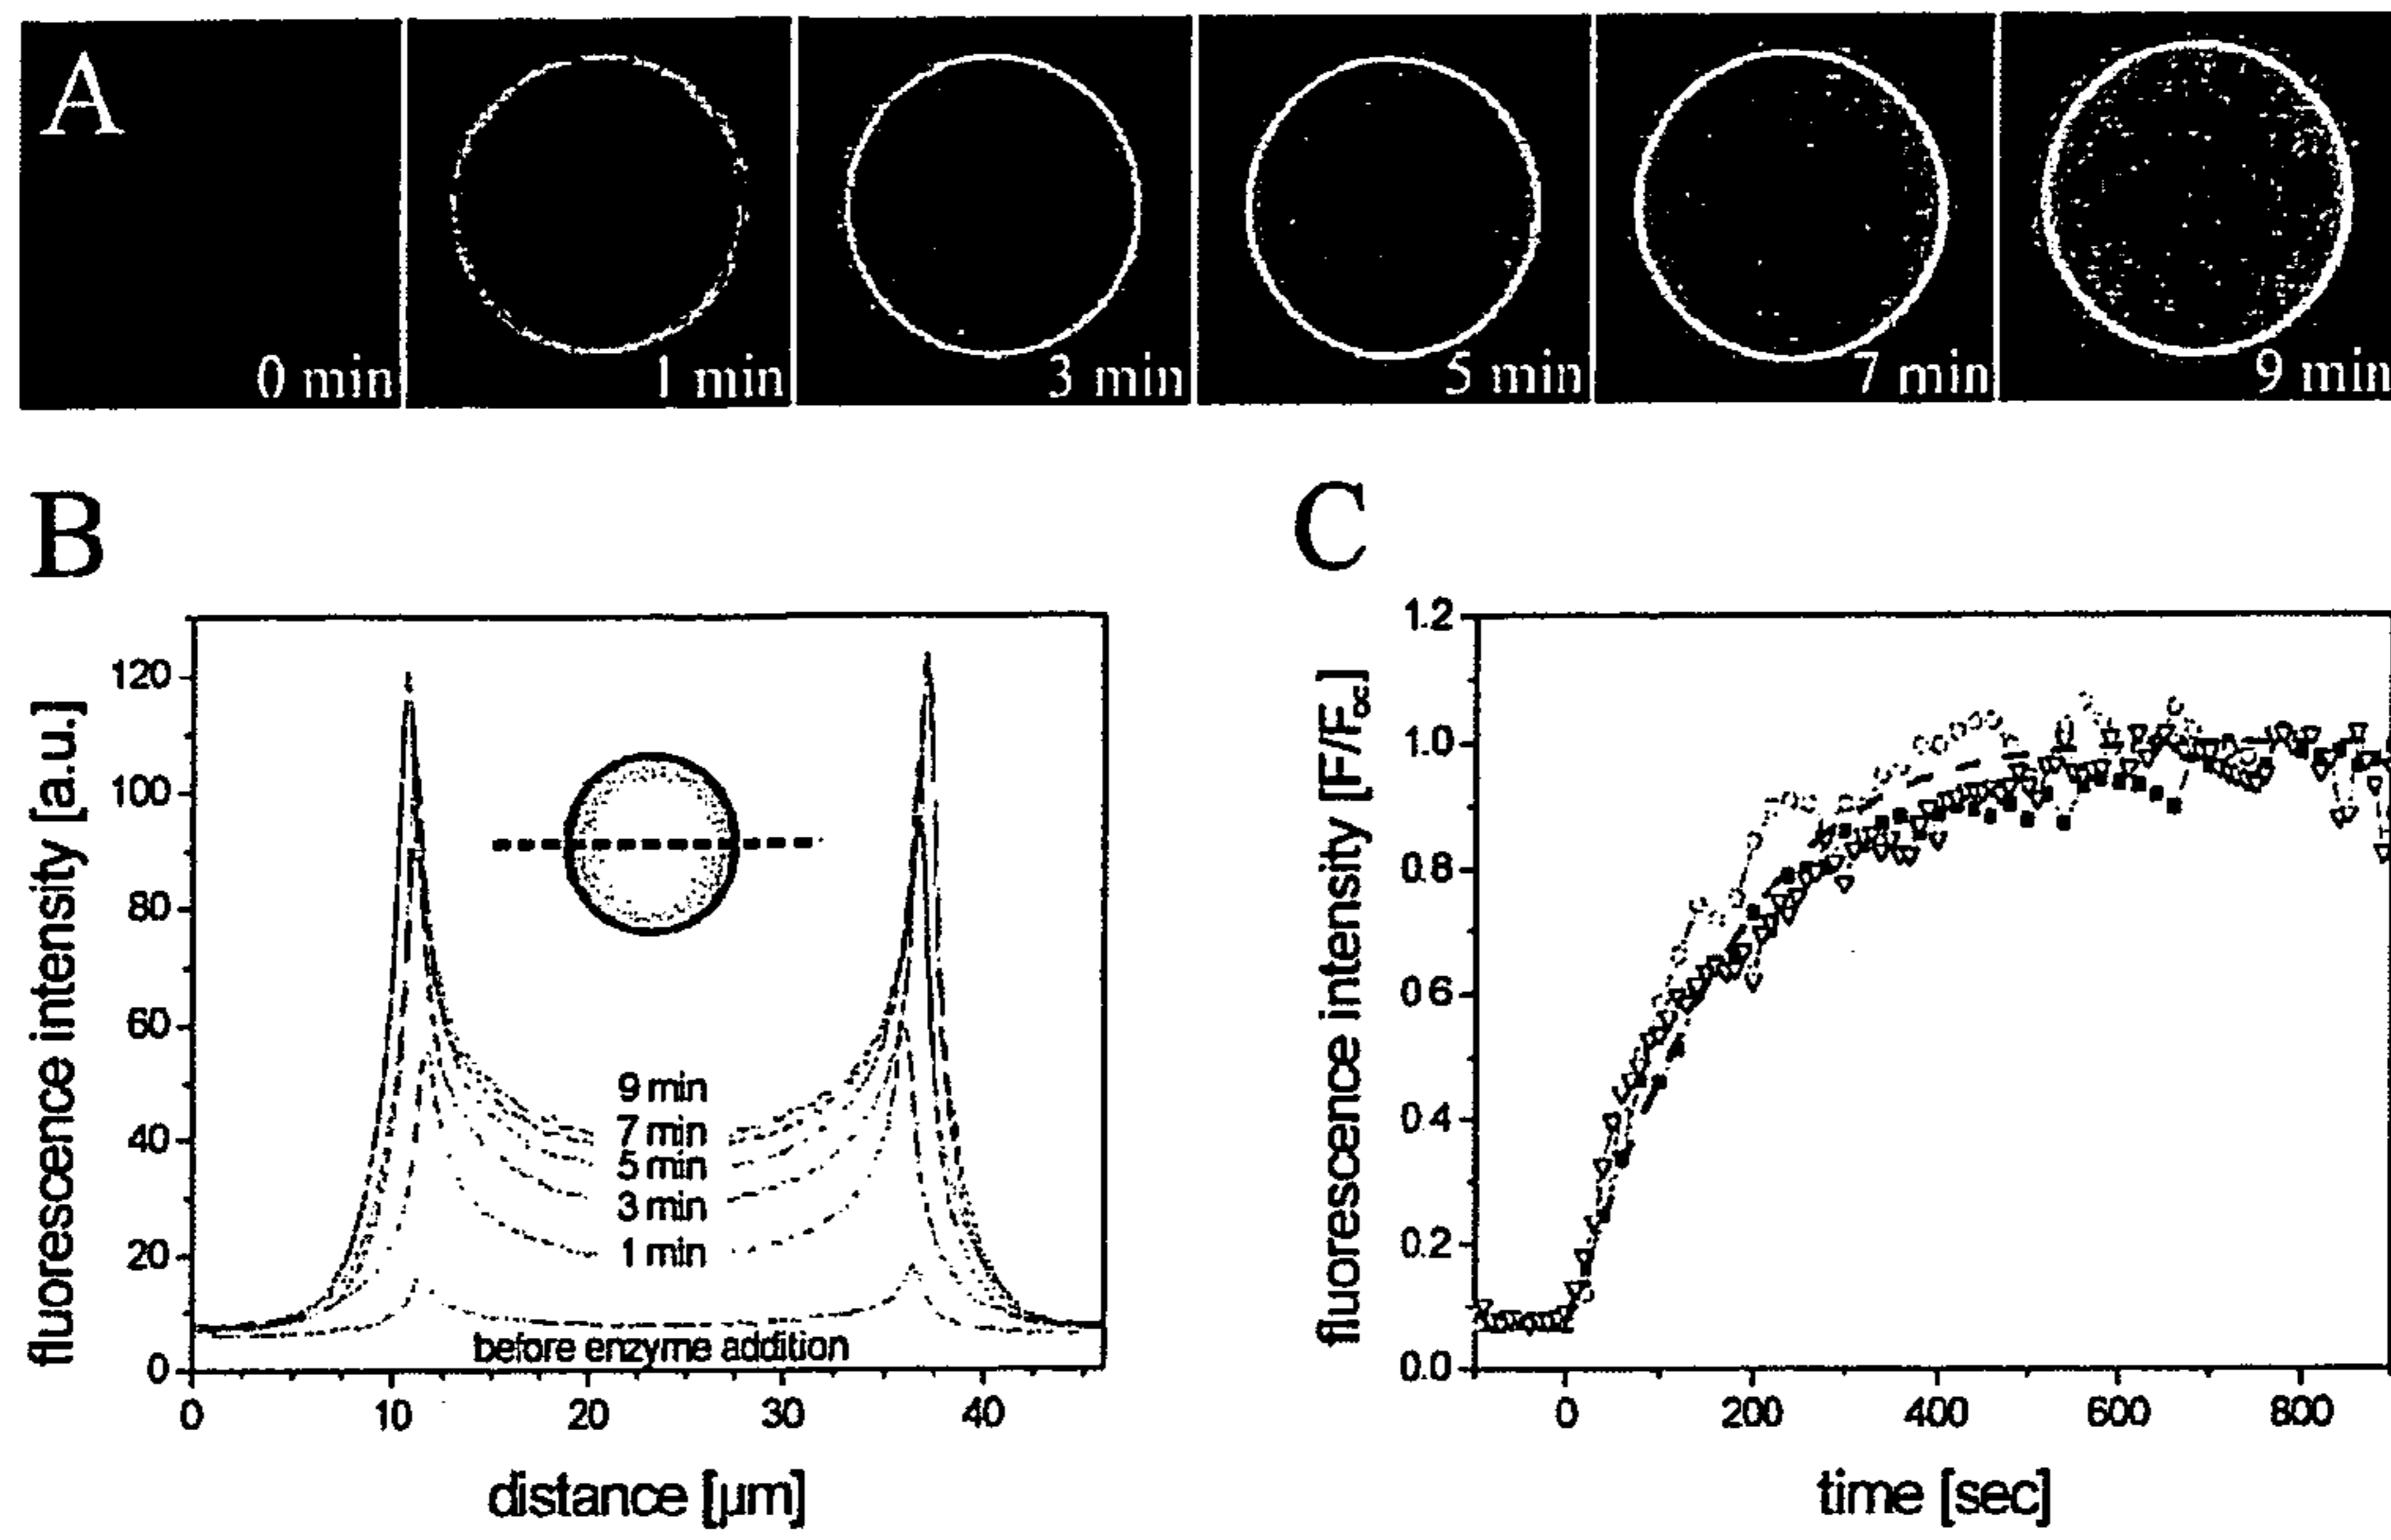 A
0 min
1 min
3 min
5 min
7 min
9 min
B
fluorescence intensity [a.u.]
120
100
80
60
40
20
0
9 min
7 min
5 min
3 min
1 min
before enzyme addition
0
10
20
30
40
distance [µm]
C
fluorescence intensity [F/F∞]
1.2
1.0
0.8
0.6
0.4
0.2
0.0
0
200
400
600
800
time [sec]